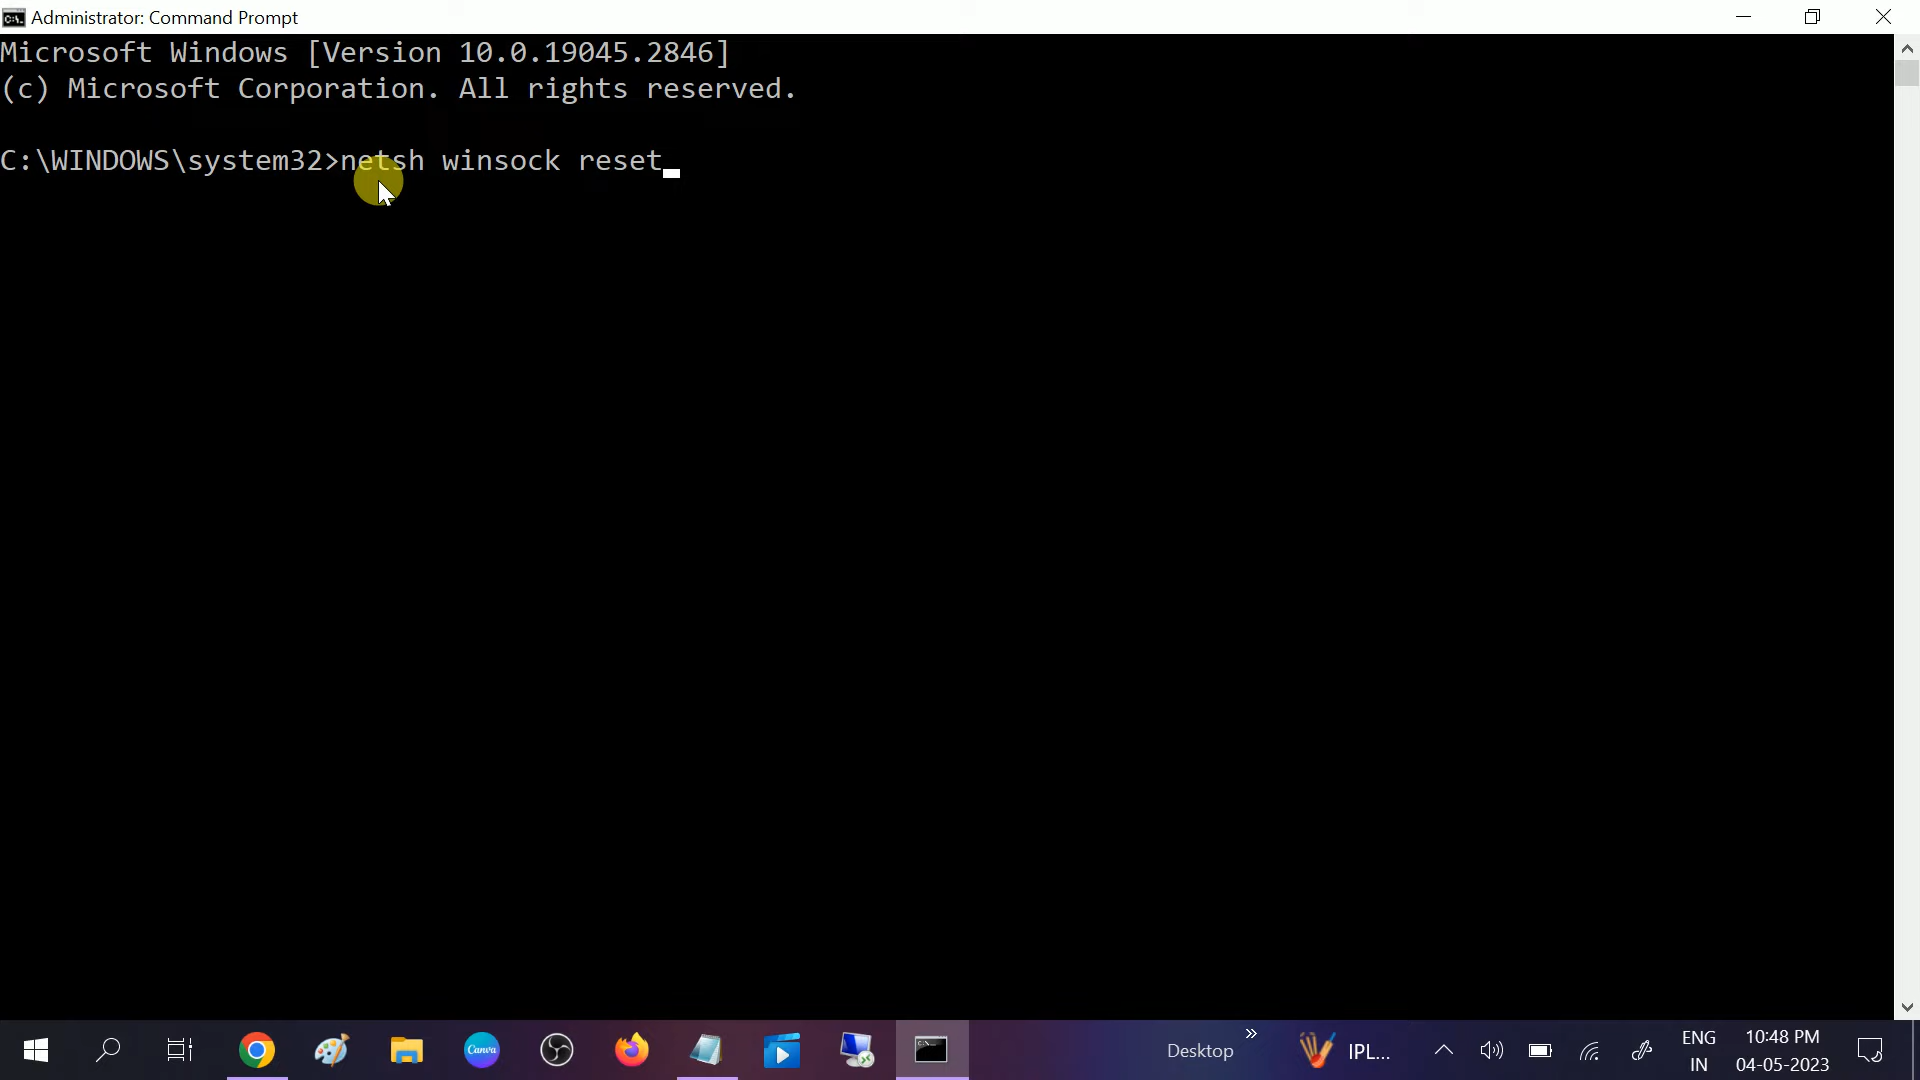 Administrator: Command Prompt
Microsoft Windows [Version 10.0.19045.2846]
(c) Microsoft Corporation. All rights reserved.
C:\WINDOWS\system32>netsh winsock reset
Canva
Desktop
»
IPL...
ENG
IN
10:48 PM
04-05-2023